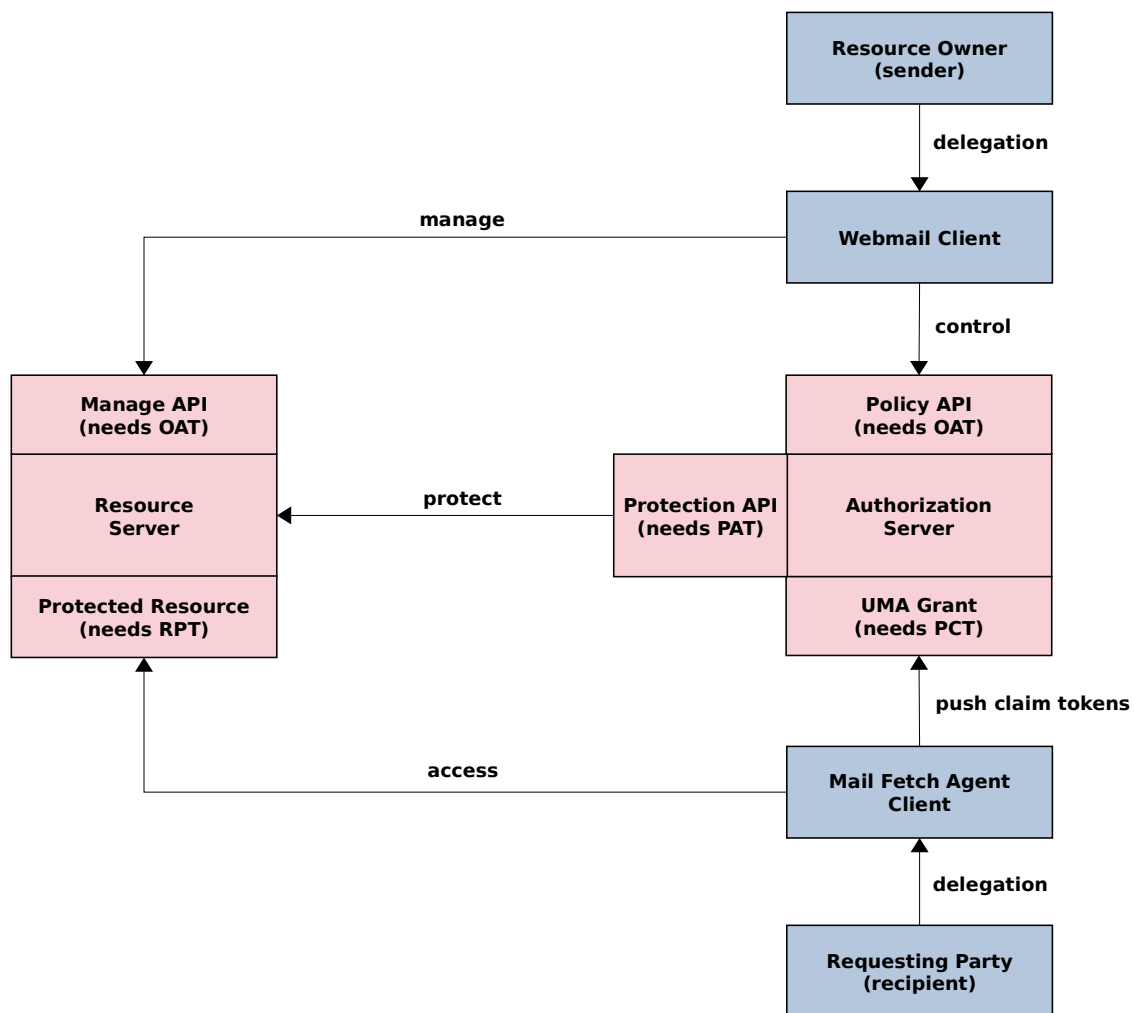 Resource Owner
(sender)
delegation
manage
Webmail Client
control
Manage API
(needs OAT)
Policy API
(needs OAT)
Resource
Server
protect
Protection API
(needs PAT)
Authorization
Server
Protected Resource
(needs RPT)
UMA Grant
(needs PCT)
push claim tokens
access
Mail Fetch Agent
Client
delegation
Requesting Party
(recipient)